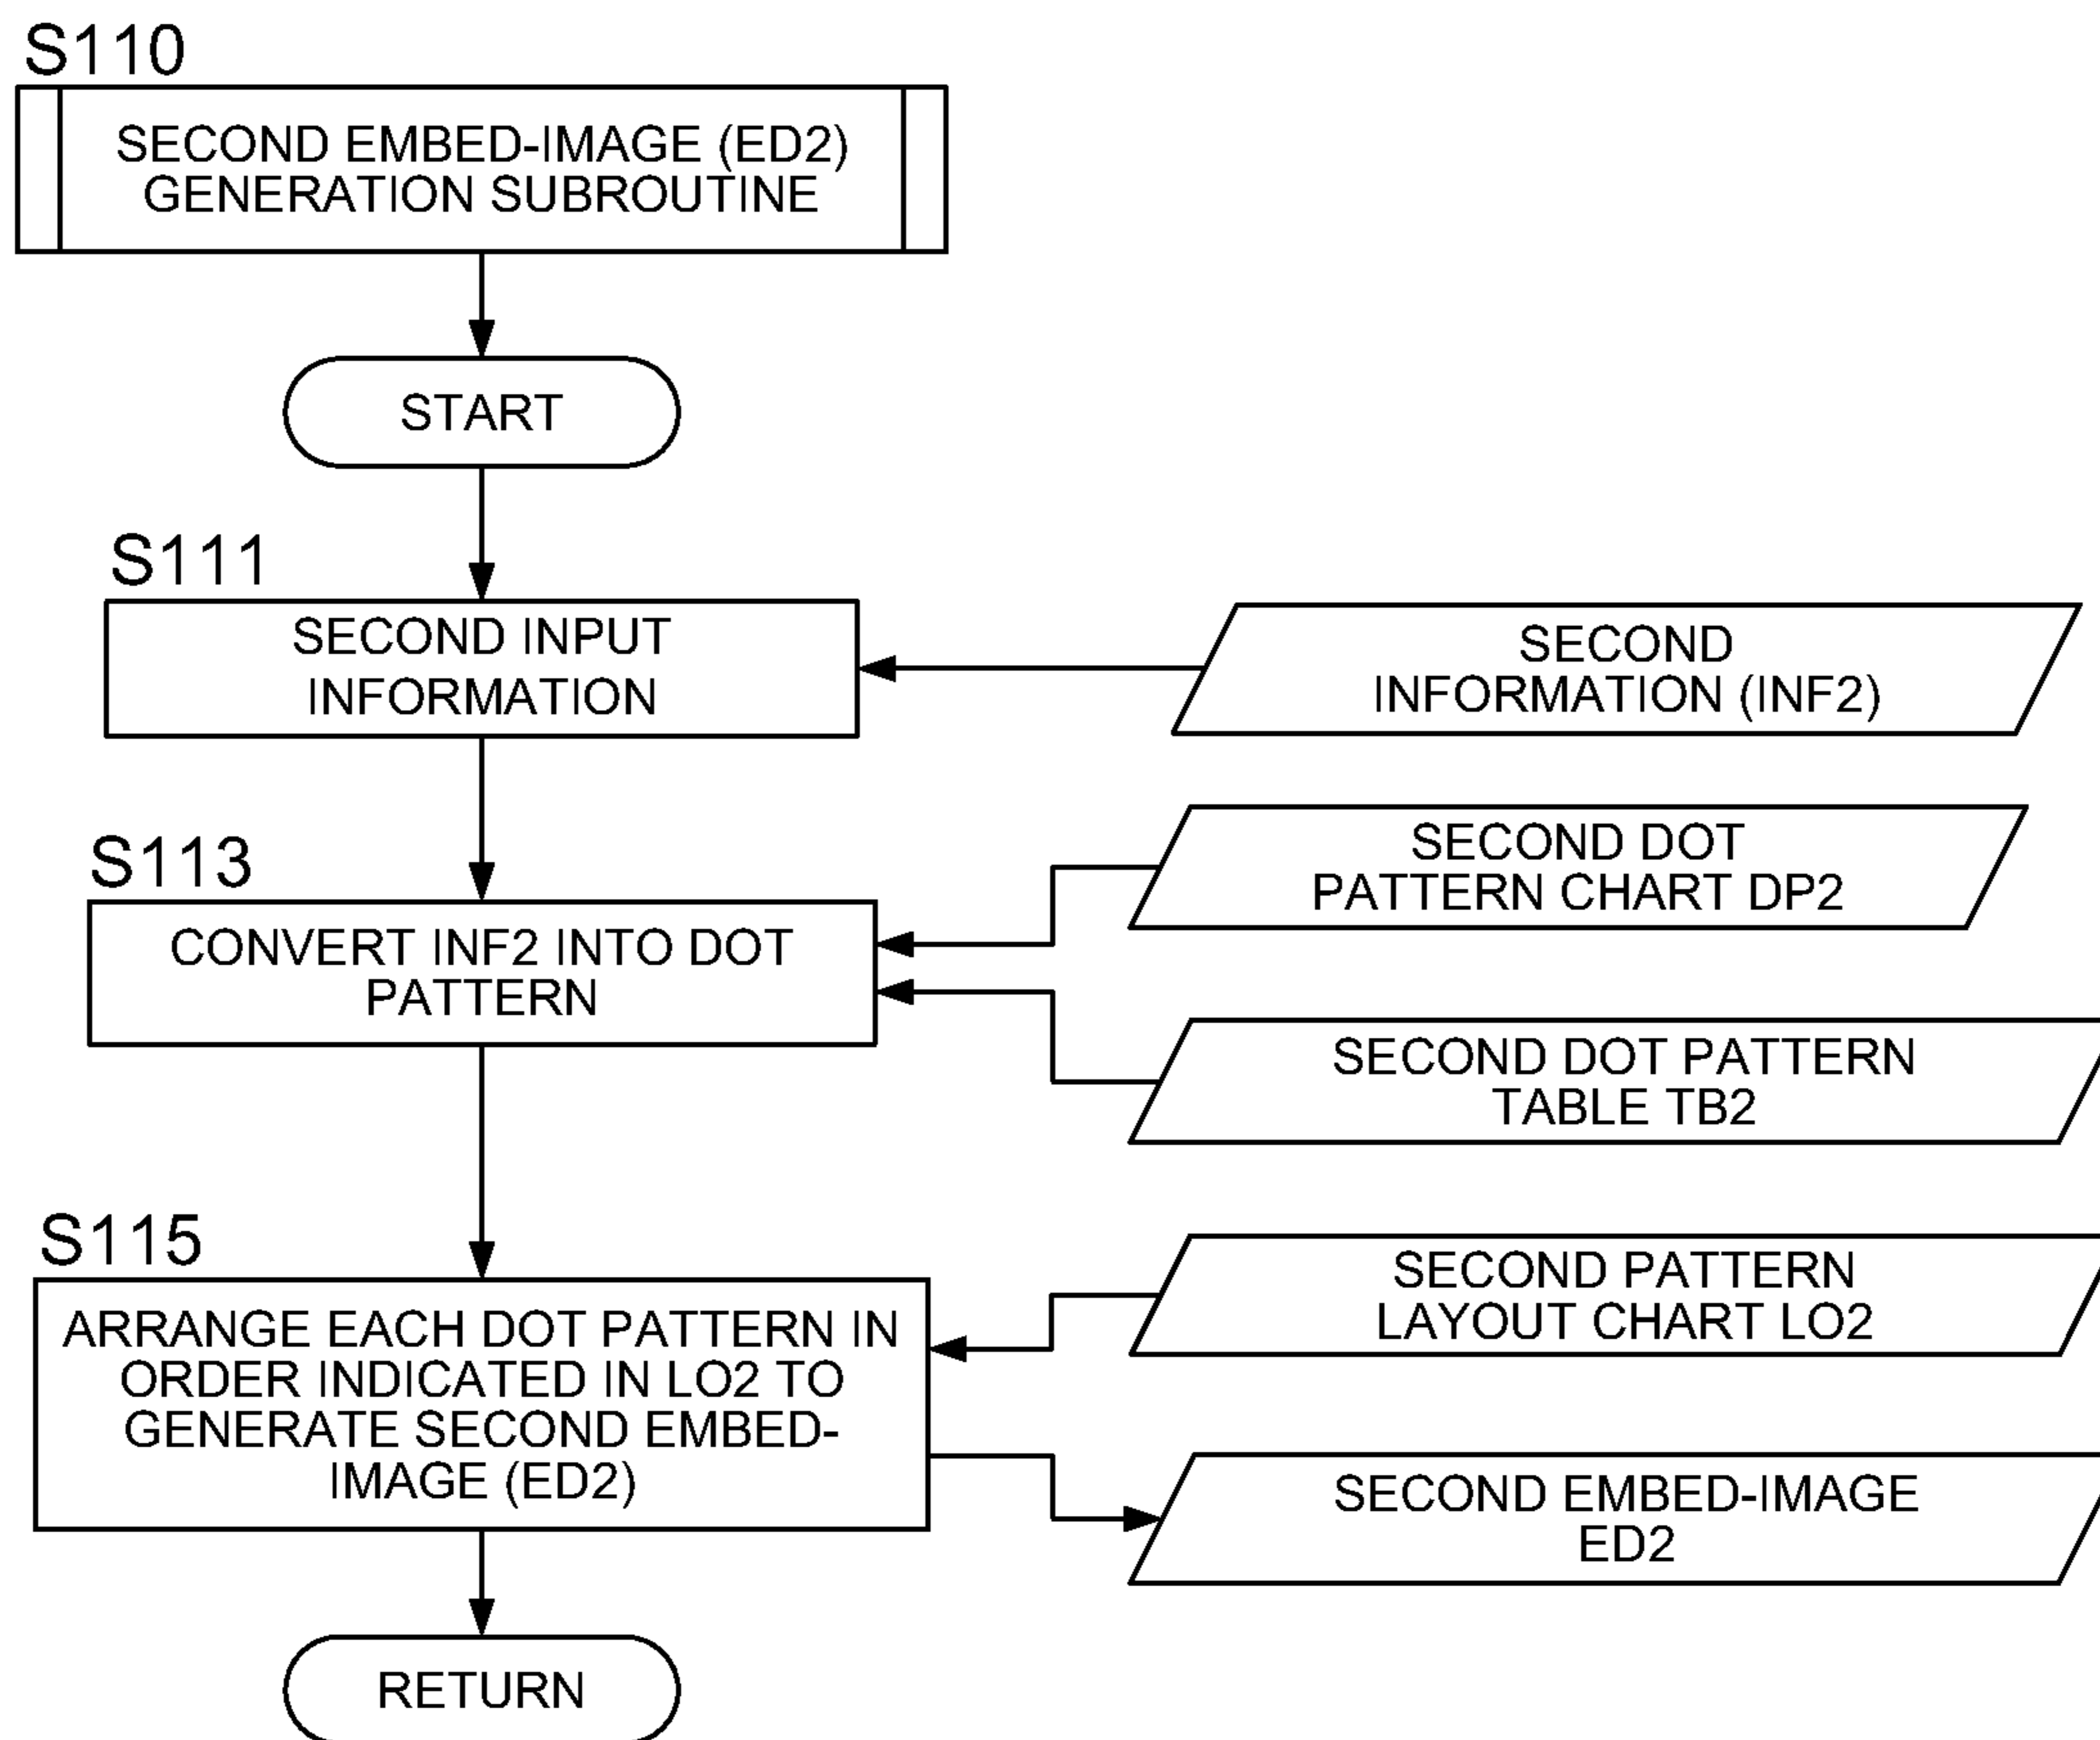 S110
SECOND EMBED-IMAGE (ED2)
GENERATION SUBROUTINE
START
S111
SECOND INPUT
INFORMATION
SECOND
INFORMATION (INF2)
S113
CONVERT INF2 INTO DOT
PATTERN
SECOND DOT
PATTERN CHART DP2
SECOND DOT PATTERN
TABLE TB2
S115
ARRANGE EACH DOT PATTERN IN
ORDER INDICATED IN LO2 TO
GENERATE SECOND EMBED-
IMAGE (ED2)
SECOND PATTERN
LAYOUT CHART LO2
SECOND EMBED-IMAGE
ED2
RETURN